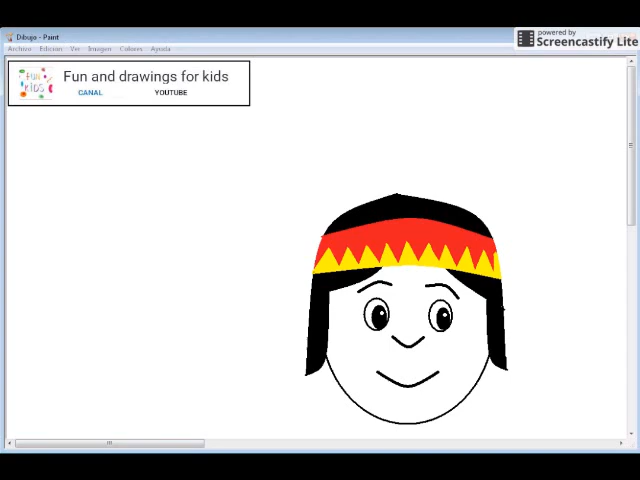 Dibujo - Paint
powered by
Screencastify Lite
Archivo Edicion Ver Imagen Colores Ayuda
FUN
KIDS
Fun and drawings for kids
CANAL YOUTUBE